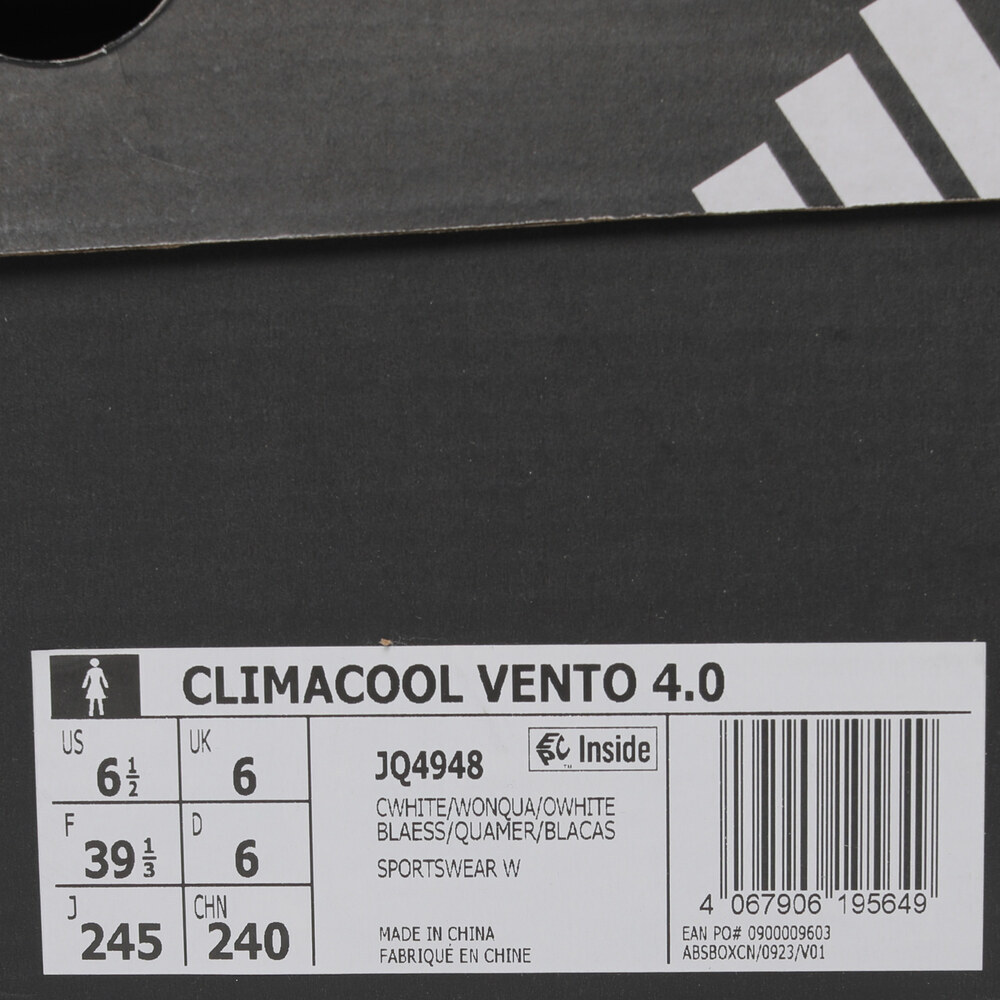 CLIMACOOL VENTO 4.0
US
6 1/2
UK
6
F
39 1/3
D
6
J
245
CHN
240
JQ4948
EPC Inside
™
CWHITE/WONQUA/OWHITE
BLAESS/QUAMER/BLACAS
SPORTSWEAR W
MADE IN CHINA
FABRIQUÉ EN CHINE
4 067906 195649
EAN PO# 0900009603
ABSBOXCN/0923/V01